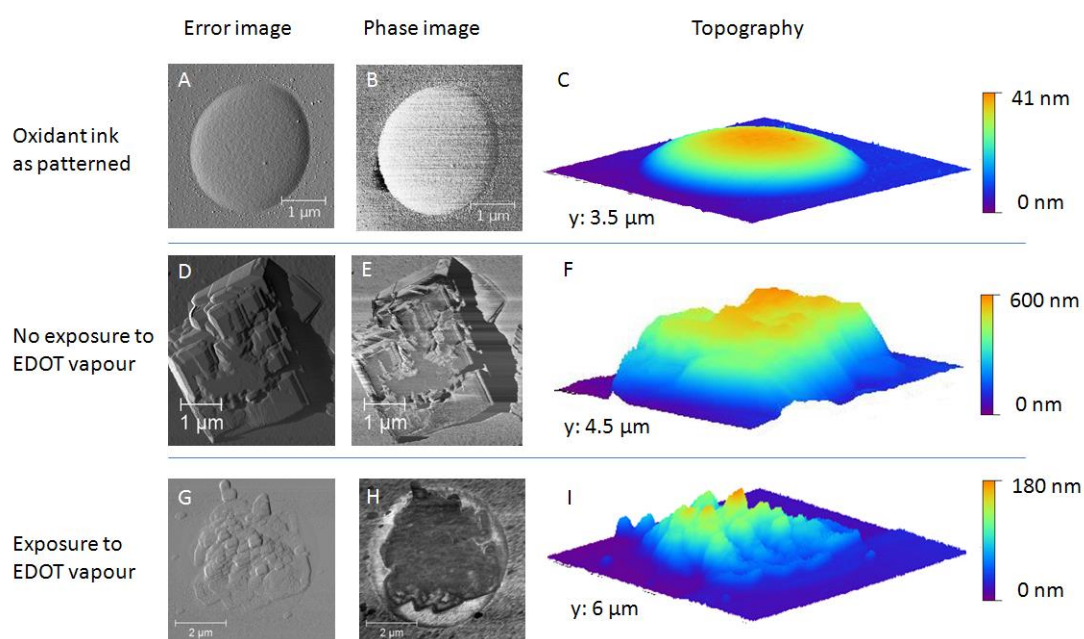 Error image Phase image Topography
Oxidant ink
as patterned
A
1 μm
B
1 μm
C
41 nm
0 nm
y: 3.5 μm
No exposure to
EDOT vapour
D
1 μm
E
1 μm
F
600 nm
0 nm
y: 4.5 μm
Exposure to
EDOT vapour
G
2 μm
H
2 μm
I
180 nm
0 nm
y: 6 μm